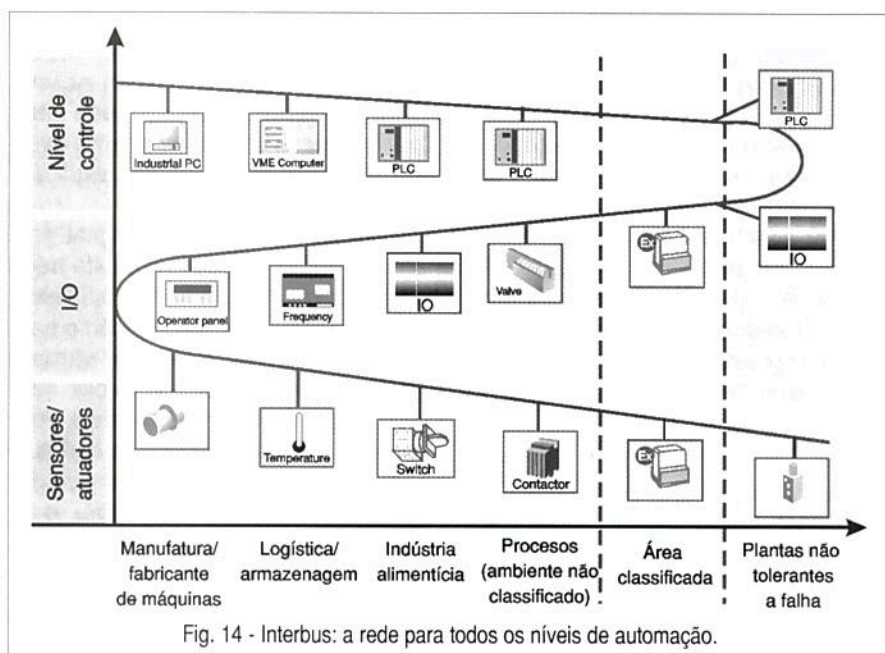 Nível de
controle
I/O
Sensores/
atuadores
Industrial PC
VME Computer
PLC
PLC
PLC
Operator panel
Frequency
IO
Valve
Ex
IO
Temperature
Switch
Contactor
Ex
Manufatura/
fabricante
de máquinas
Logística/
armazenagem
Indústria
alimentícia
Procesos
(ambiente não
classificado)
Área
classificada
Plantas não
tolerantes
a falha
Fig. 14 - Interbus: a rede para todos os níveis de automação.